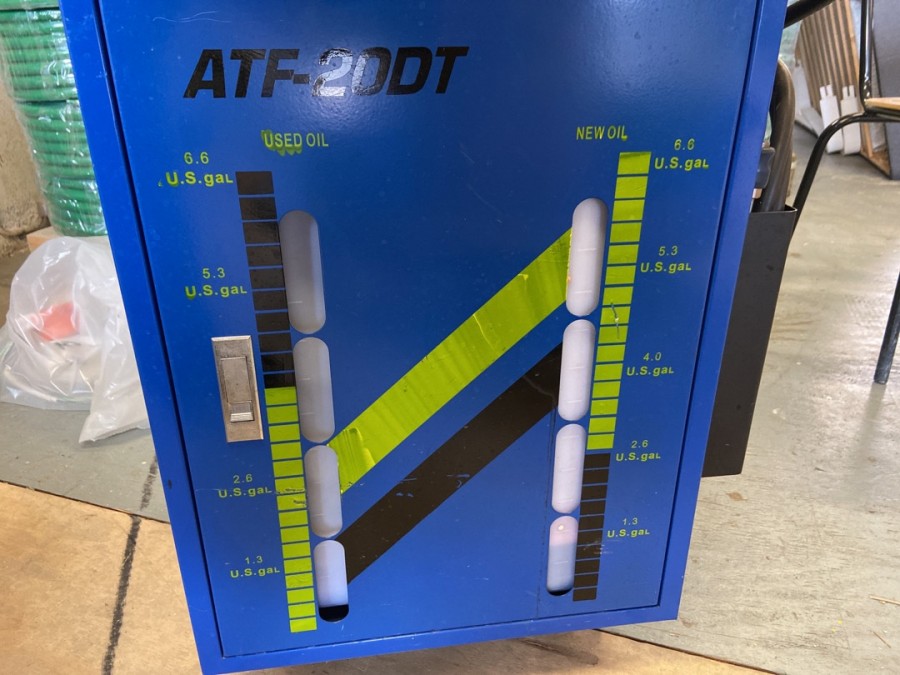 ATF-20DT
USED OIL
6.6
U.S.gal
5.3
U.S.gal
2.6
U.S.gal
1.3
U.S.gal
NEW OIL
6.6
U.S.gal
5.3
U.S.gal
4.0
U.S.gal
2.6
U.S.gal
1.3
U.S.gal